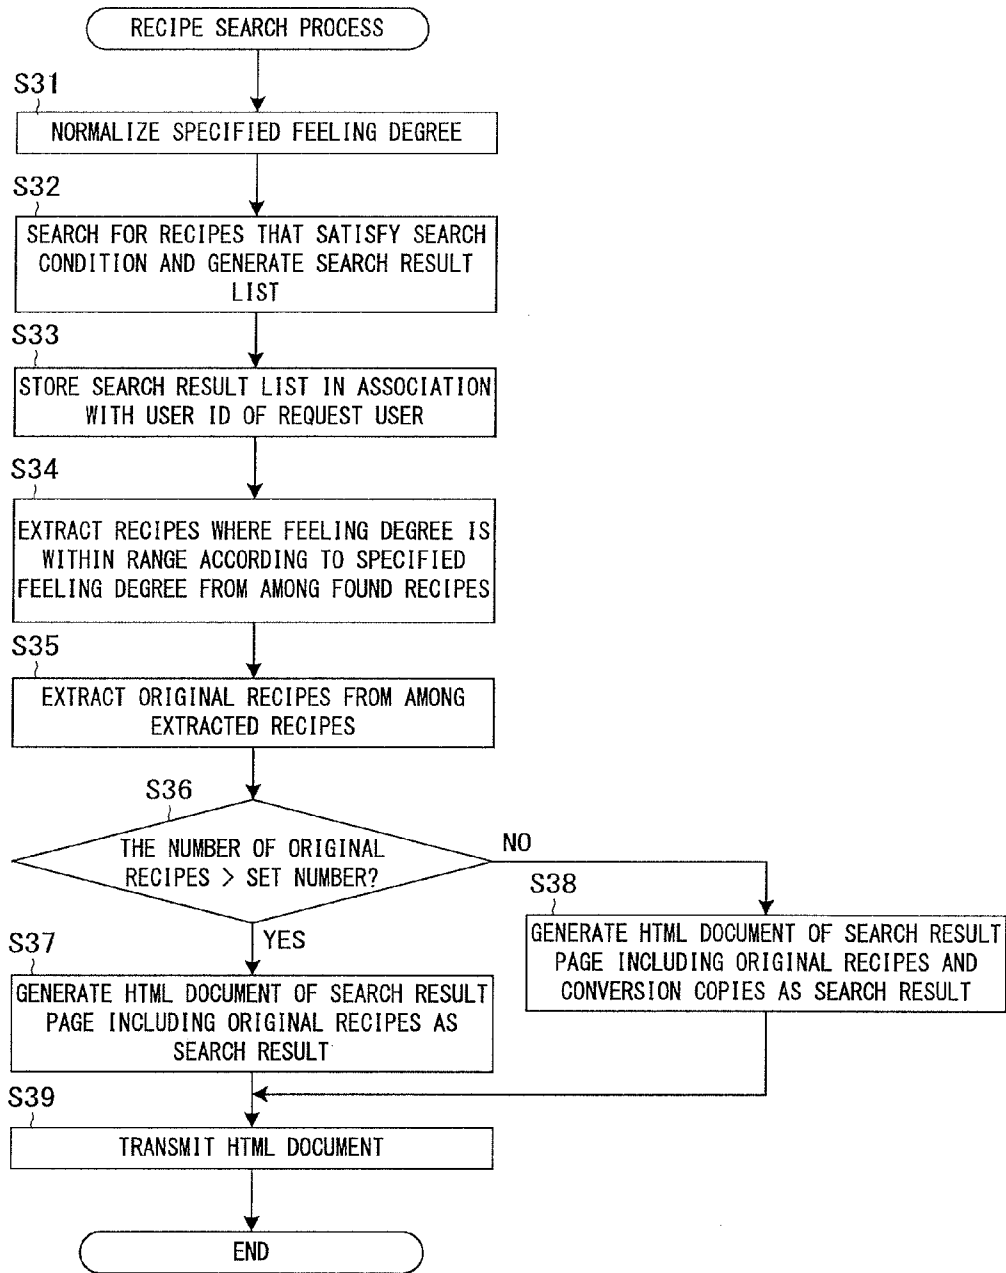 RECIPE SEARCH PROCESS
S31
NORMALIZE SPECIFIED FEELING DEGREE
S32
SEARCH FOR RECIPES THAT SATISFY SEARCH
CONDITION AND GENERATE SEARCH RESULT
LIST
S33
STORE SEARCH RESULT LIST IN ASSOCIATION
WITH USER ID OF REQUEST USER
S34
EXTRACT RECIPES WHERE FEELING DEGREE IS
WITHIN RANGE ACCORDING TO SPECIFIED
FEELING DEGREE FROM AMONG FOUND RECIPES
S35
EXTRACT ORIGINAL RECIPES FROM AMONG
EXTRACTED RECIPES
S36
THE NUMBER OF ORIGINAL
RECIPES > SET NUMBER?
NO
YES
S38
GENERATE HTML DOCUMENT OF SEARCH RESULT
PAGE INCLUDING ORIGINAL RECIPES AND
CONVERSION COPIES AS SEARCH RESULT
S37
GENERATE HTML DOCUMENT OF SEARCH RESULT
PAGE INCLUDING ORIGINAL RECIPES AS
SEARCH RESULT
S39
TRANSMIT HTML DOCUMENT
END